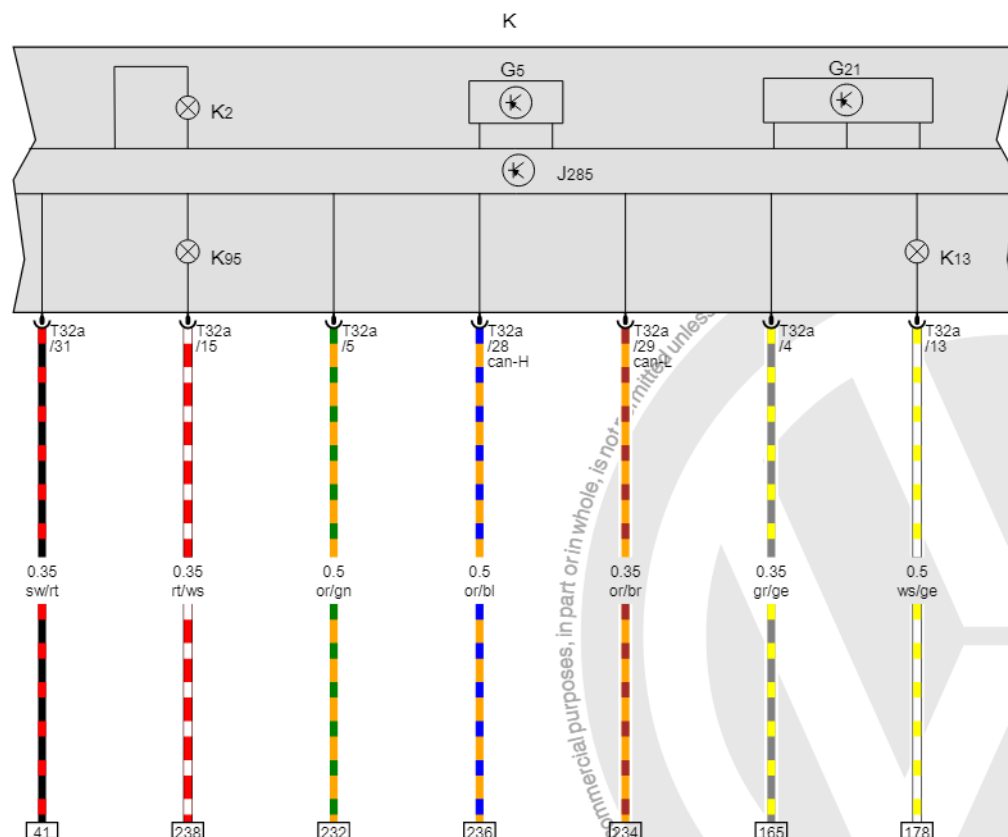 K
G5
G21
K2
J285
K95
K13
T32a
/31
T32a
/15
T32a
/5
T32a
/28
can-H
T32a
/29
can-L
T32a
/4
T32a
/13
0.35
sw/rt
0.35
rt/ws
0.5
or/gn
0.5
or/bl
0.35
or/br
0.35
gr/ge
0.5
ws/ge
41
238
232
236
234
165
178
commercial purposes, in part or in whole, is not permitted unless